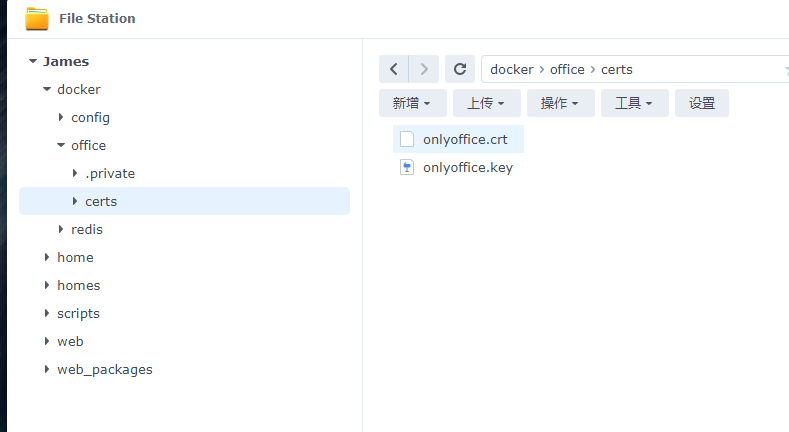 File Station
James
docker
config
office
.private
certs
redis
home
homes
scripts
web
web_packages
docker › office › certs
新增 上传 操作 工具 设置
onlyoffice.crt
onlyoffice.key